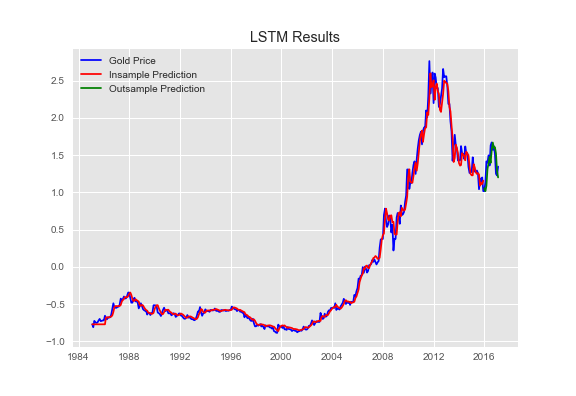 LSTM Results
Gold Price
Insample Prediction
Outsample Prediction
2.5
2.0
1.5
1.0
0.5
0.0
−0.5
−1.0
1984 1988 1992 1996 2000 2004 2008 2012 2016